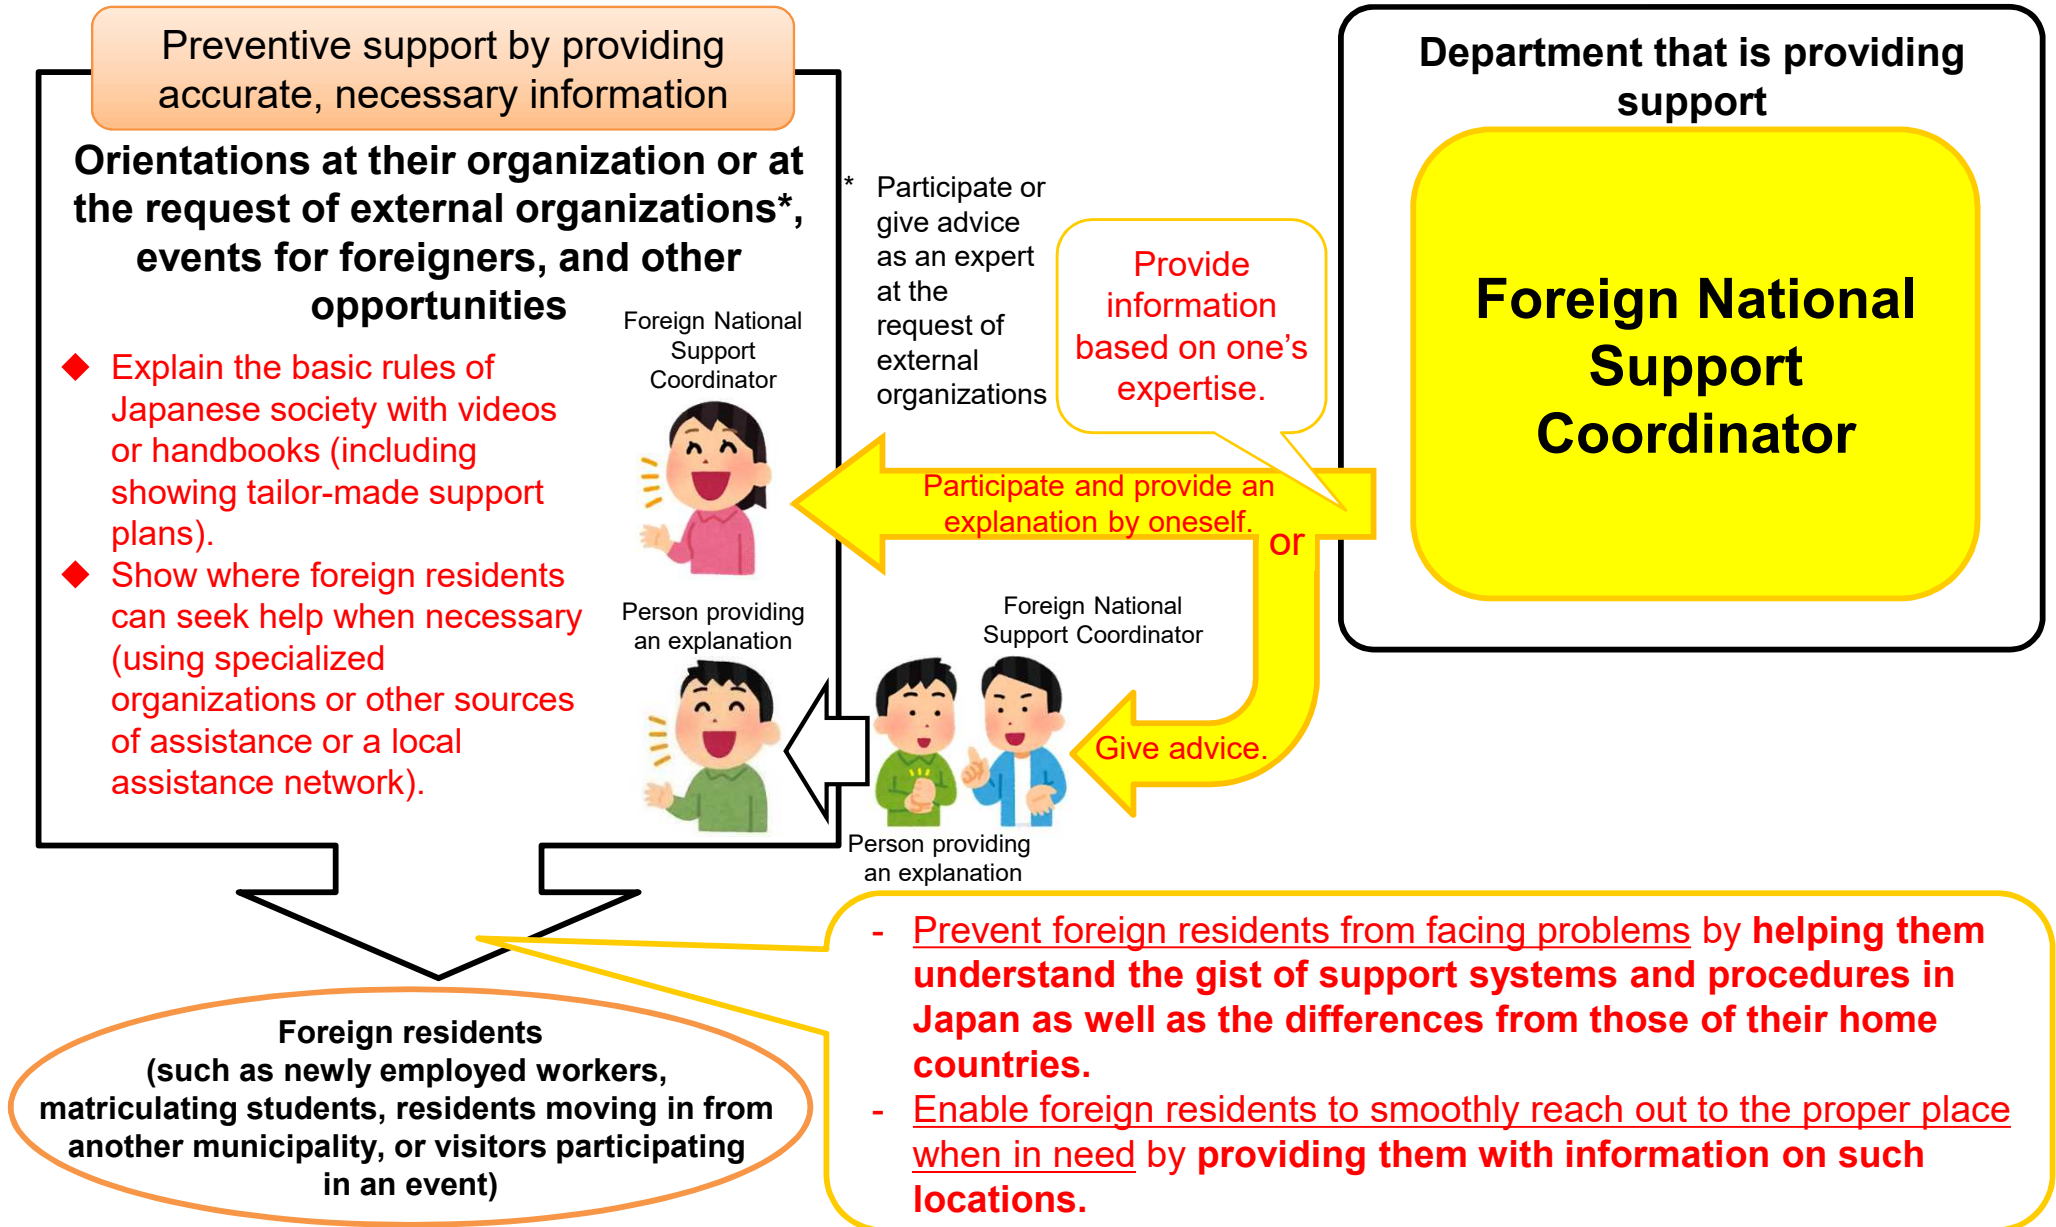 Preventive support by providing
accurate, necessary information
Orientations at their organization or at
the request of external organizations*,
events for foreigners, and other
opportunities
◆ Explain the basic rules of
Japanese society with videos
or handbooks (including
showing tailor-made support
plans).
◆ Show where foreign residents
can seek help when necessary
(using specialized
organizations or other sources
of assistance or a local
assistance network).
Foreign National
Support
Coordinator
Person providing
an explanation
* Participate or
give advice
as an expert
at the
request of
external
organizations
Provide
information
based on one’s
expertise.
Participate and provide an
explanation by oneself.
or
Foreign National
Support Coordinator
Give advice.
Person providing
an explanation
Department that is providing
support
Foreign National
Support
Coordinator
Foreign residents
(such as newly employed workers,
matriculating students, residents moving in from
another municipality, or visitors participating
in an event)
- Prevent foreign residents from facing problems by helping them
understand the gist of support systems and procedures in
Japan as well as the differences from those of their home
countries.
- Enable foreign residents to smoothly reach out to the proper place
when in need by providing them with information on such
locations.